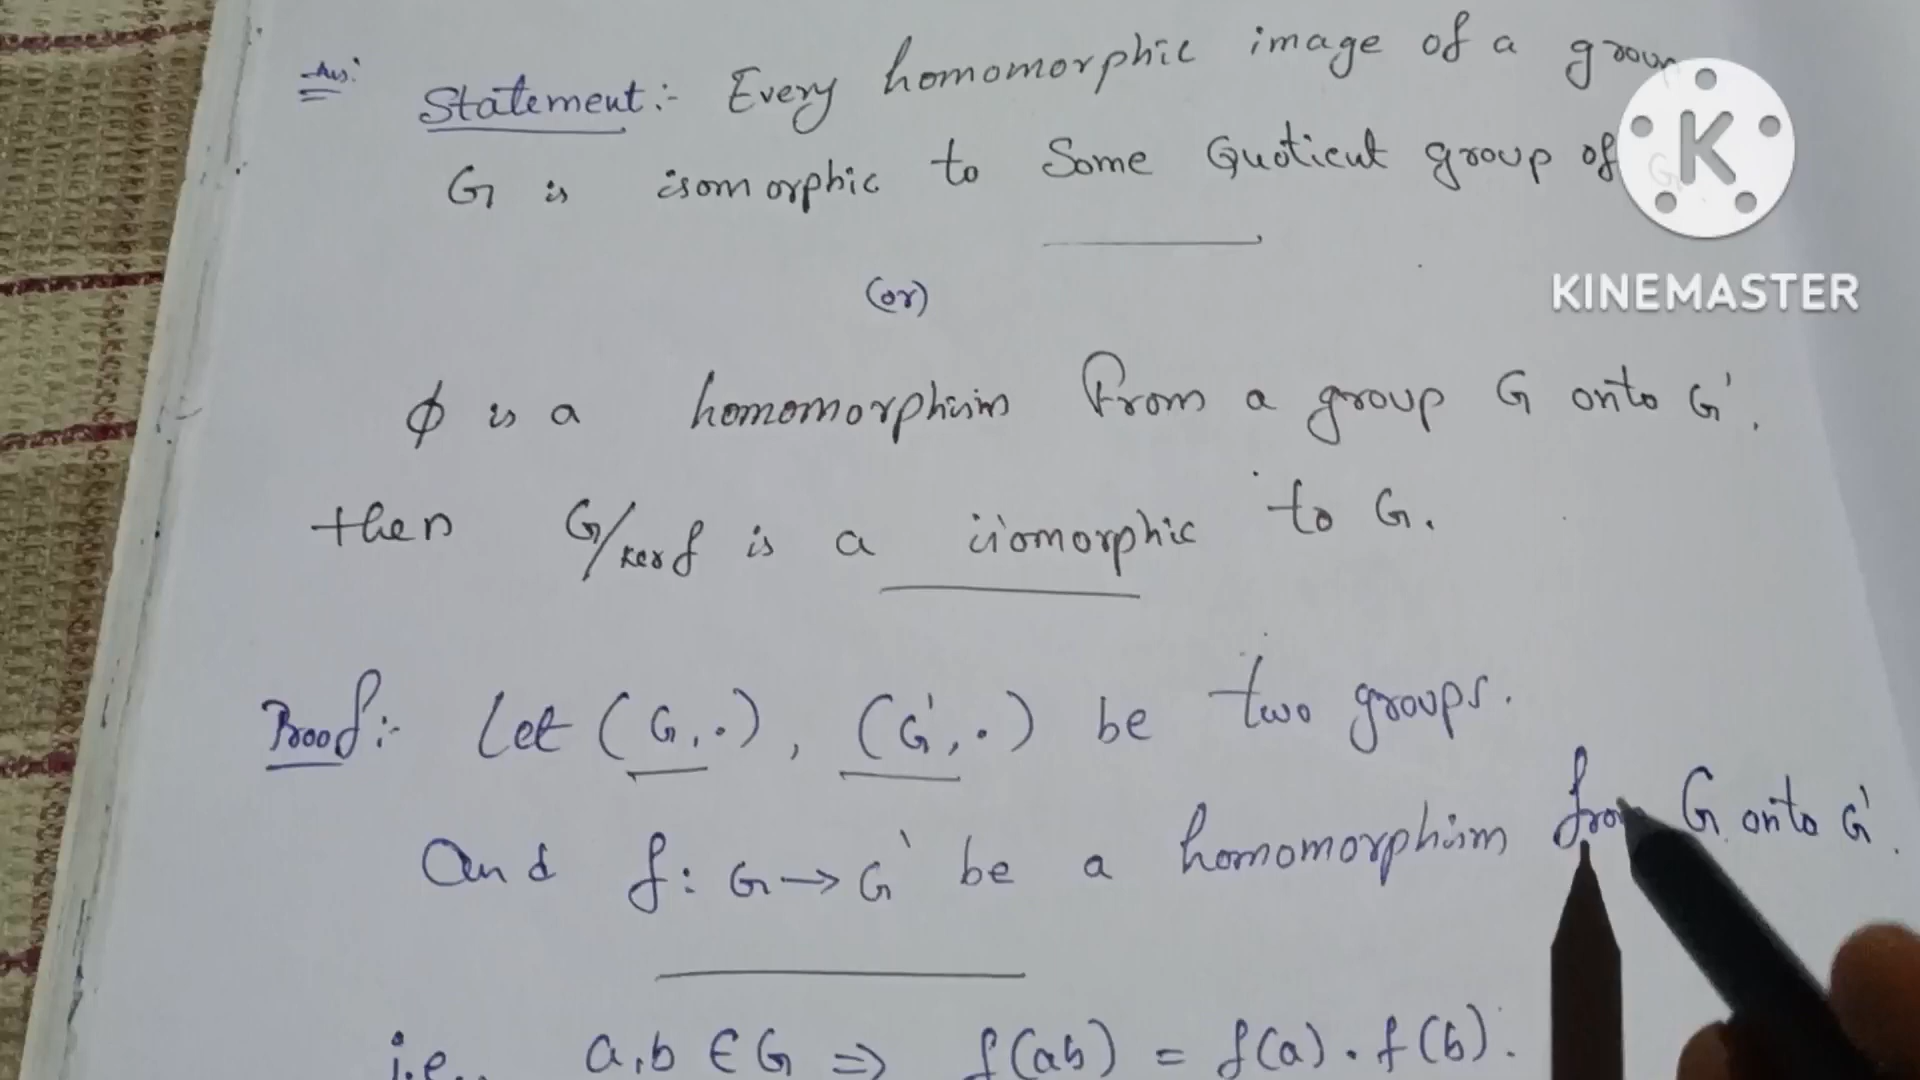 Ans:
Statement:- Every homomorphic image of a group
G is isomorphic to Some Quotient group of G
(or)
ϕ is a homomorphism From a group G onto G'.
then G/ker f is a isomorphic to G.
Proof:- Let (G,.), (G',.) be two groups.
And f: G→G' be a homomorphism from G onto G'.
i.e., a,b ∈ G ⇒ f(ab) = f(a).f(b).
K
KINEMASTER